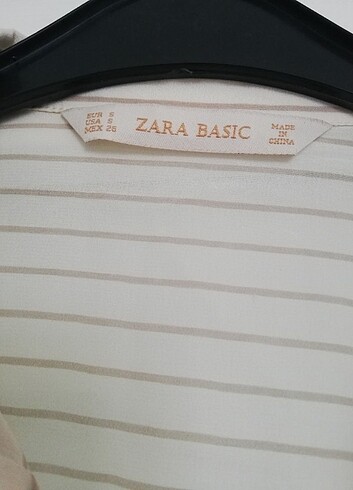 EUR S
USA S
MEX 26
ZARA BASIC
MADE
IN
CHINA